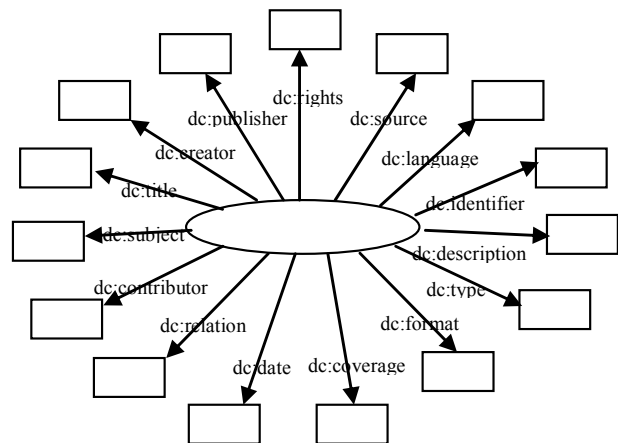 dc:rights
dc:publisher
dc:source
dc:creator
dc:language
dc:title
dc:identifier
dc:subject
dc:description
dc:contributor
dc:type
dc:relation
dc:format
dc:date
dc:coverage